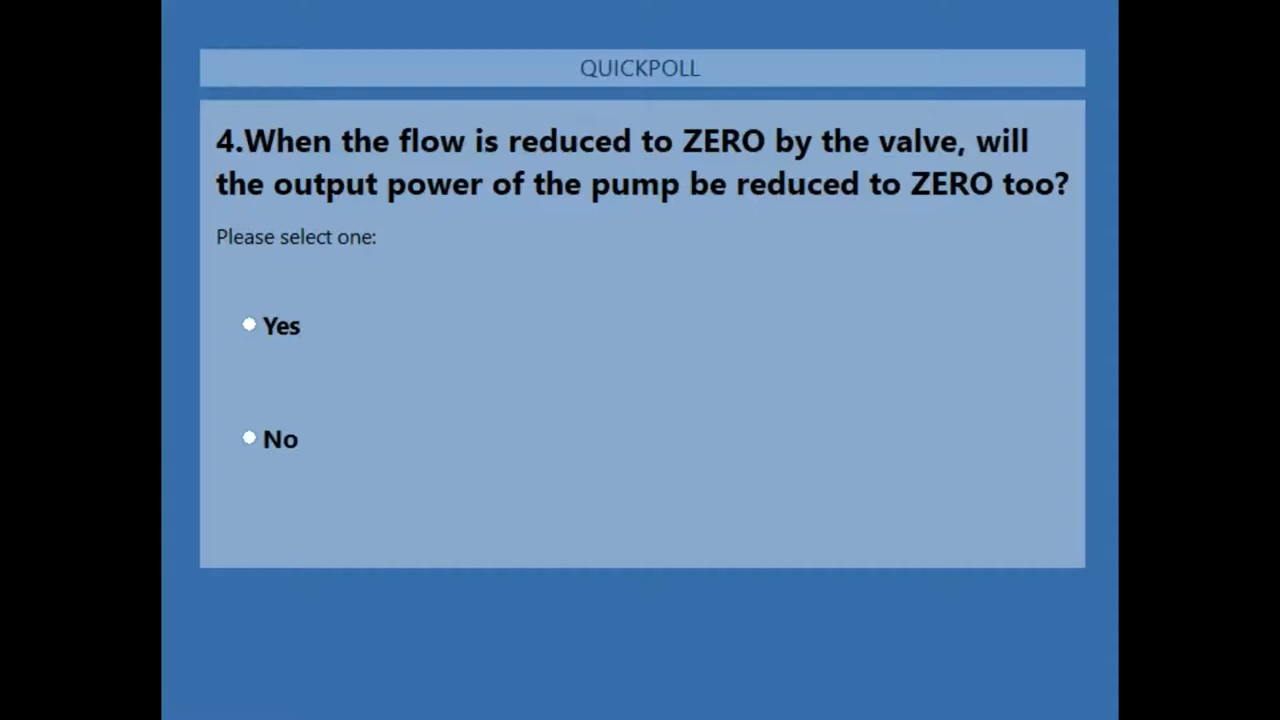 QUICKPOLL
4.When the flow is reduced to ZERO by the valve, will
the output power of the pump be reduced to ZERO too?
Please select one:
Yes
No